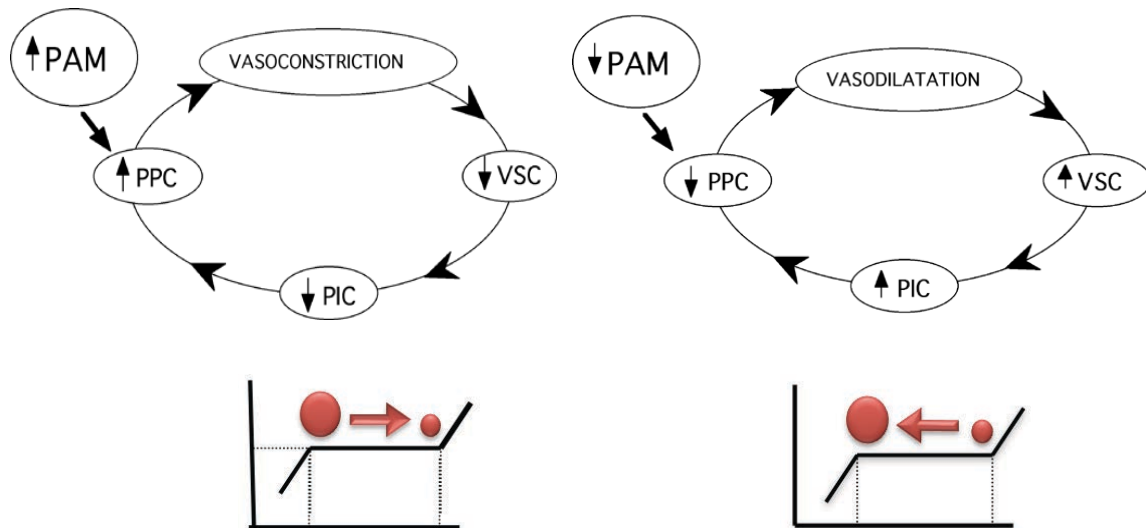 ↑PAM
VASOCONSTRICTION
↑PPC
↓VSC
↓PIC
↓PAM
VASODILATATION
↓PPC
↑VSC
↑PIC